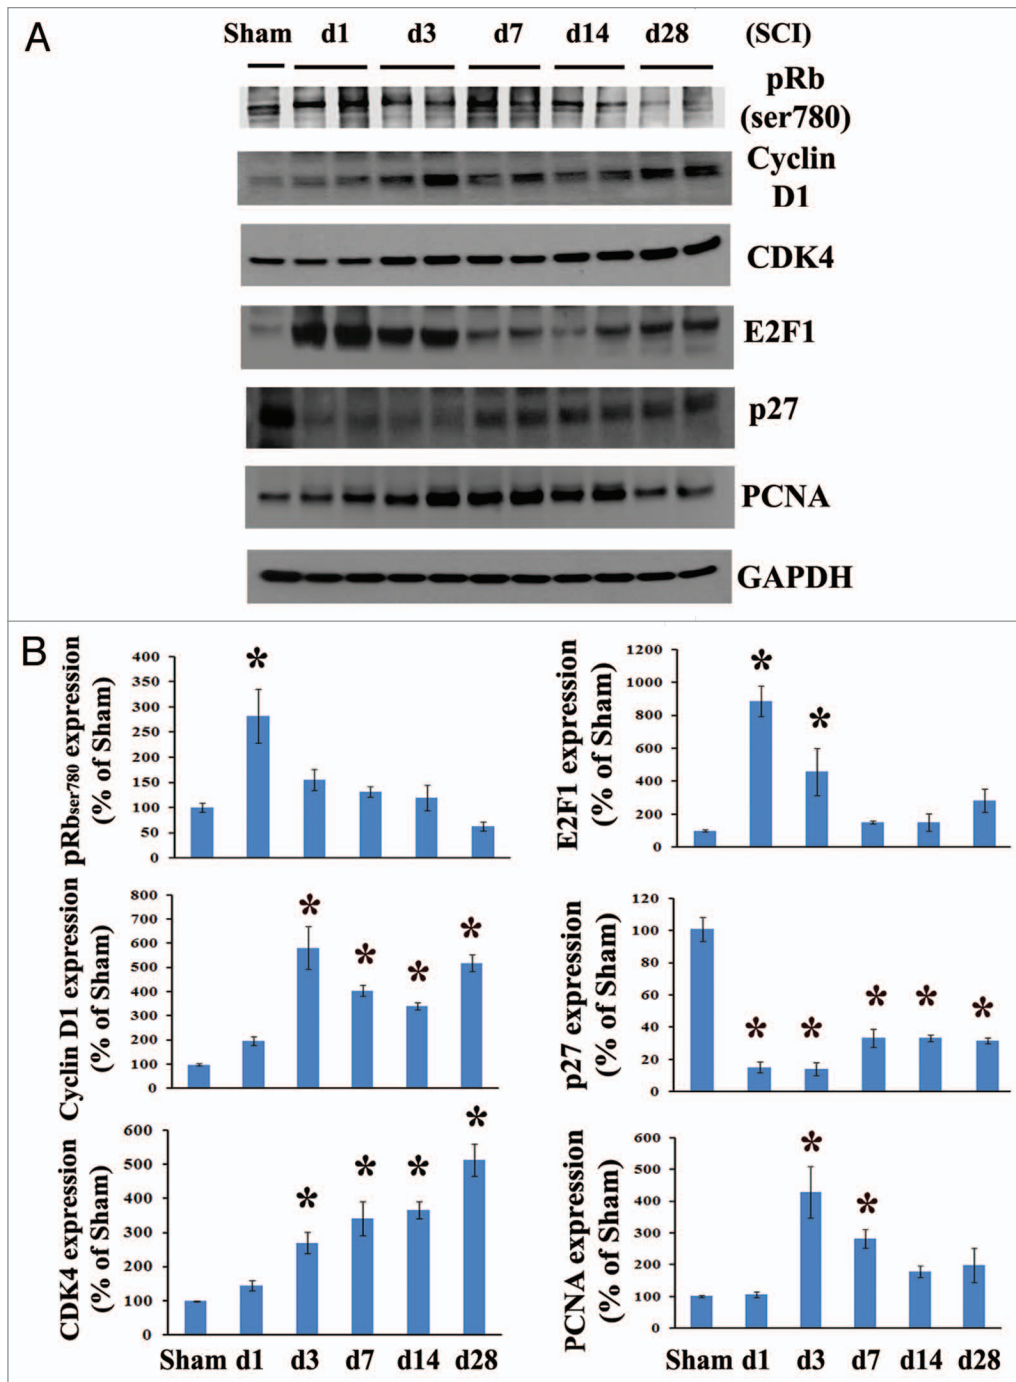 A
Sham d1 d3 d7 d14 d28 (SCI)
pRb
(ser780)
Cyclin
D1
CDK4
E2F1
p27
PCNA
GAPDH
B
pRbser780 expression
(% of Sham)
400
350
300
250
200
150
100
50
0
*
E2F1 expression
(% of Sham)
1200
1000
800
600
400
200
0
* *
Cyclin D1 expression
(% of Sham)
800
700
600
500
400
300
200
100
0
* * * *
p27 expression
(% of Sham)
120
100
80
60
40
20
0
* * * * *
CDK4 expression
(% of Sham)
600
500
400
300
200
100
0
* * * *
Sham d1 d3 d7 d14 d28
PCNA expression
(% of Sham)
600
500
400
300
200
100
0
* *
Sham d1 d3 d7 d14 d28